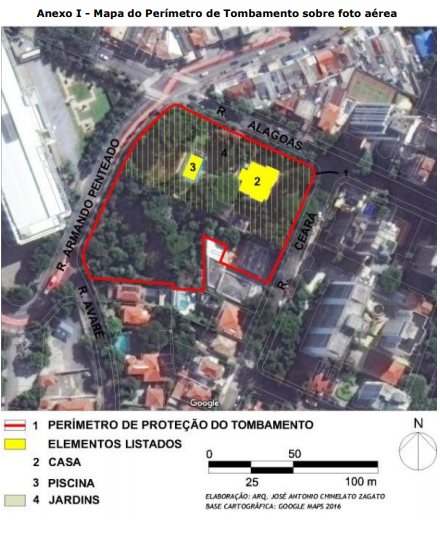 Anexo I - Mapa do Perímetro de Tombamento sobre foto aérea
R. ALAGOAS
R. ARMANDO PENTEADO
4
3
2
1
R. CEARÁ
R. AVARÉ
Google
1 PERÍMETRO DE PROTEÇÃO DO TOMBAMENTO
ELEMENTOS LISTADOS
2 CASA
3 PISCINA
4 JARDINS
0 50
25 100 m
N
ELABORAÇÃO: ARQ. JOSÉ ANTONIO CHINELATO ZAGATO
BASE CARTOGRÁFICA: GOOGLE MAPS 2016